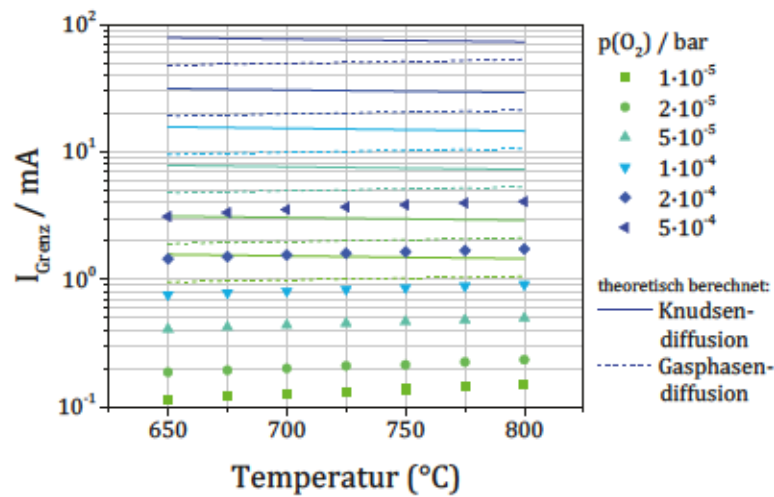 10²
10¹
10⁰
10⁻¹
I_Grenz / mA
650
700
750
800
Temperatur (°C)
p(O₂) / bar
1·10⁻⁵
2·10⁻⁵
5·10⁻⁵
1·10⁻⁴
2·10⁻⁴
5·10⁻⁴
theoretisch berechnet:
Knudsen-
diffusion
Gasphasen-
diffusion